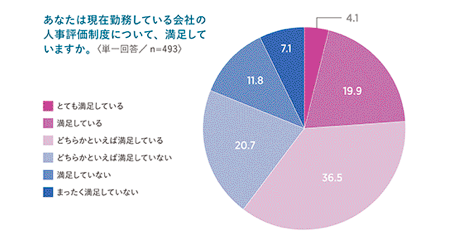 あなたは現在勤務している会社の
人事評価制度について、満足して
いますか。〈単一回答／ n=493〉
とても満足している
満足している
どちらかといえば満足している
どちらかといえば満足していない
満足していない
まったく満足していない
4.1
19.9
36.5
20.7
11.8
7.1